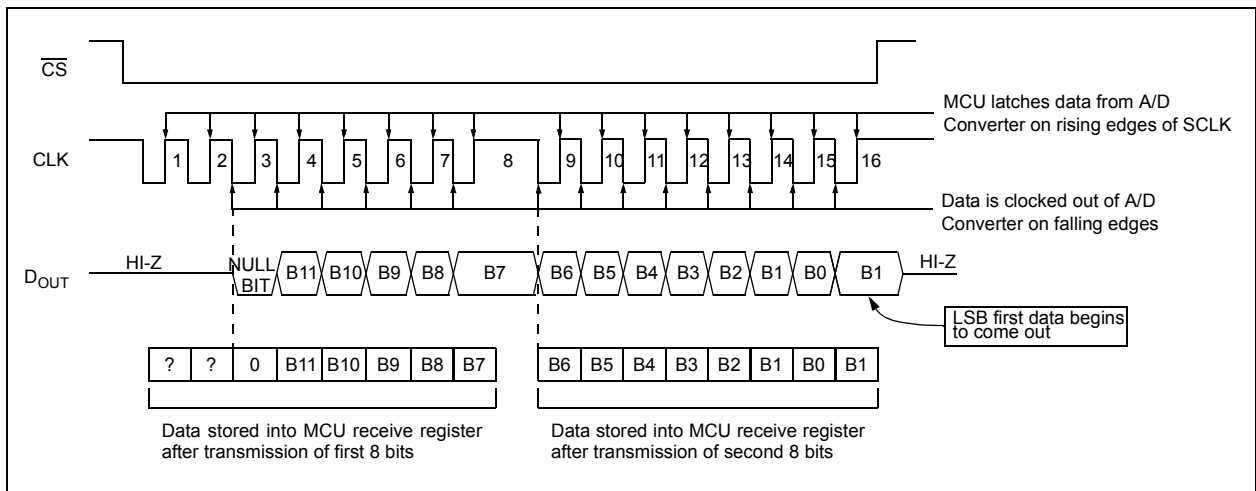 CS
MCU latches data from A/D
Converter on rising edges of SCLK
CLK
1 2 3 4 5 6 7 8 9 10 11 12 13 14 15 16
Data is clocked out of A/D
Converter on falling edges
DOUT
HI-Z
NULL
BIT
B11 B10 B9 B8 B7 B6 B5 B4 B3 B2 B1 B0 B1
HI-Z
LSB first data begins
to come out
? ? 0 B11 B10 B9 B8 B7
B6 B5 B4 B3 B2 B1 B0 B1
Data stored into MCU receive register
after transmission of first 8 bits
Data stored into MCU receive register
after transmission of second 8 bits